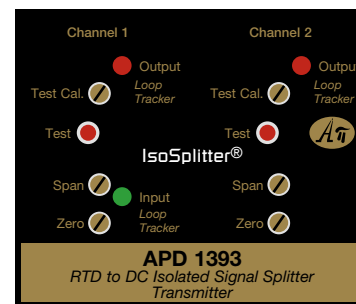 Channel 1 Channel 2
Output Outpu
Test Cal. Loop Tracker Test Cal. Loop Tracker
Test Test
IsoSplitter®
Span Span
Input
Zero Loop Tracker Zero
APD 1393
RTD to DC Isolated Signal Splitter
Transmitter